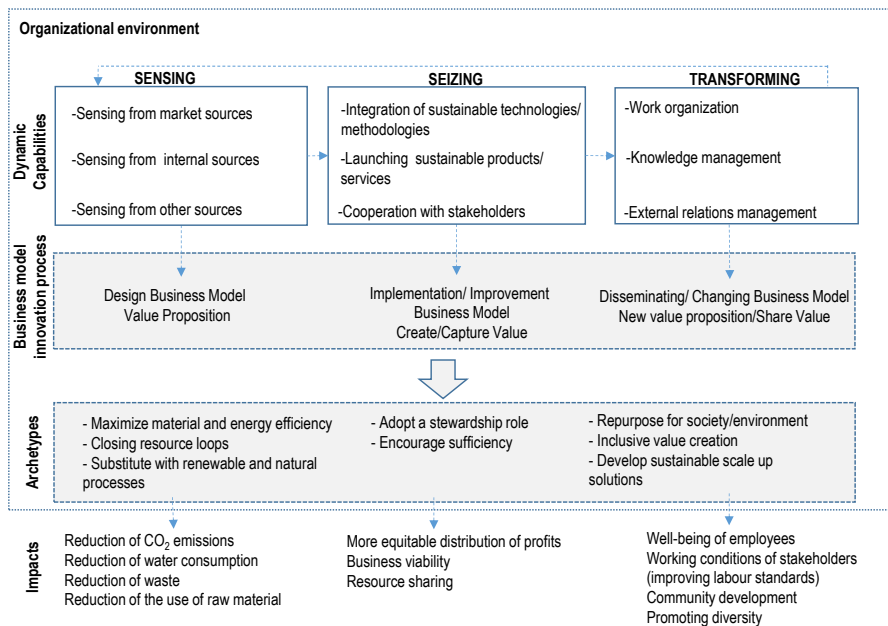 Organizational environment
SENSING
SEIZING
TRANSFORMING
Dynamic
Capabilities
-Sensing from market sources
-Sensing from internal sources
-Sensing from other sources
-Integration of sustainable technologies/
methodologies
-Launching sustainable products/
services
-Cooperation with stakeholders
-Work organization
-Knowledge management
-External relations management
Business model
innovation process
Design Business Model
Value Proposition
Implementation/ Improvement
Business Model
Create/Capture Value
Disseminating/ Changing Business Model
New value proposition/Share Value
Archetypes
- Maximize material and energy efficiency
- Closing resource loops
- Substitute with renewable and natural
processes
- Adopt a stewardship role
- Encourage sufficiency
- Repurpose for society/environment
- Inclusive value creation
- Develop sustainable scale up
solutions
Impacts
Reduction of CO₂ emissions
Reduction of water consumption
Reduction of waste
Reduction of the use of raw material
More equitable distribution of profits
Business viability
Resource sharing
Well-being of employees
Working conditions of stakeholders
(improving labour standards)
Community development
Promoting diversity